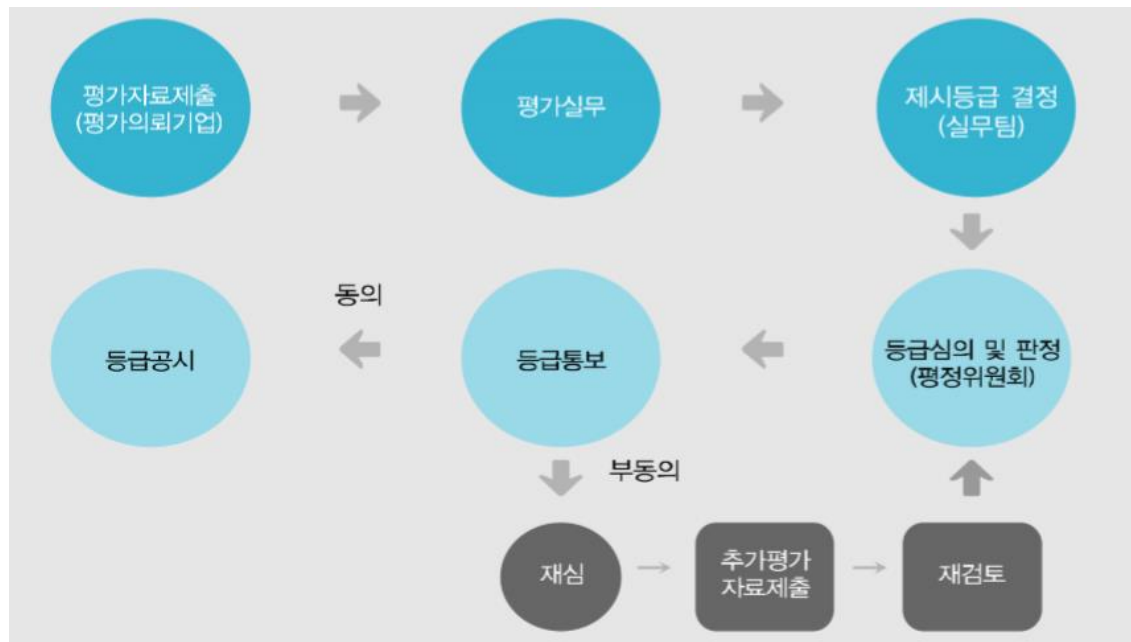 평가자료제출
(평가의뢰기업)
평가실무
제시등급 결정
(실무팀)
등급공시
동의
등급통보
등급심의 및 판정
(평정위원회)
부동의
재심
추가평가
자료제출
재검토